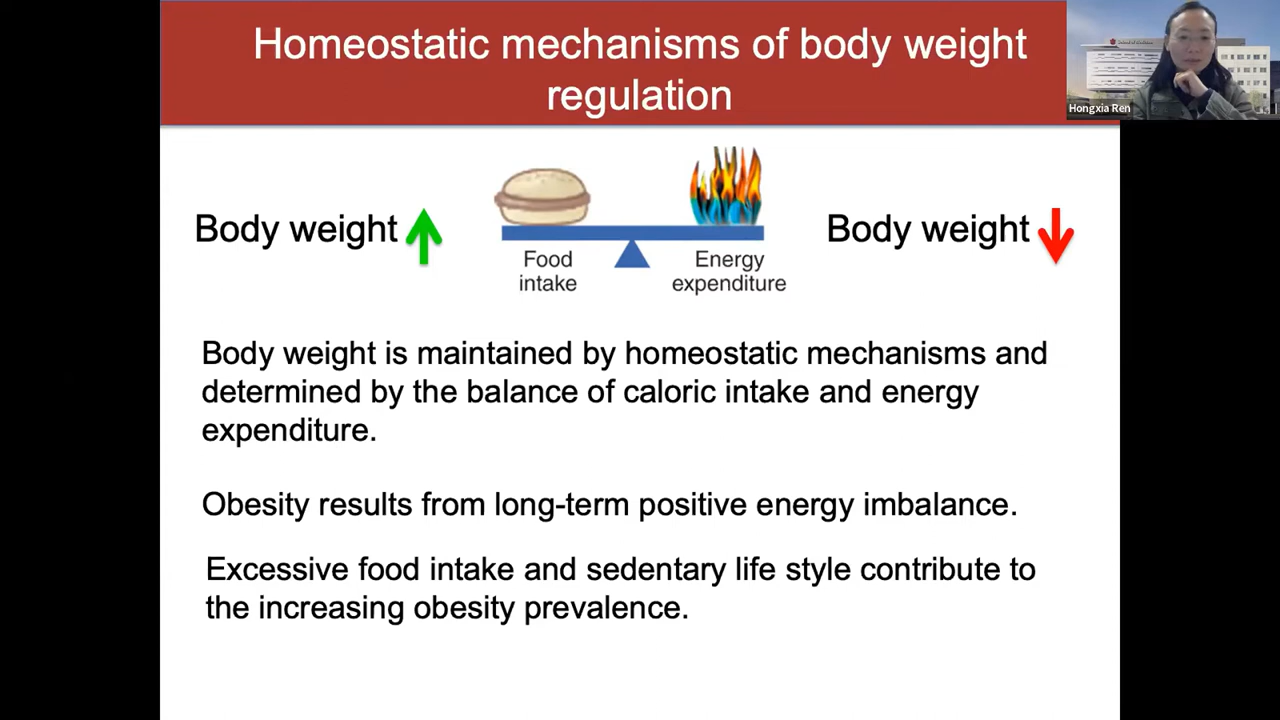 Homeostatic mechanisms of body weight
regulation
Hongxia Ren
Body weight
Body weight
Food
intake
Energy
expenditure
Body weight is maintained by homeostatic mechanisms and
determined by the balance of caloric intake and energy
expenditure.
Obesity results from long-term positive energy imbalance.
Excessive food intake and sedentary life style contribute to
the increasing obesity prevalence.